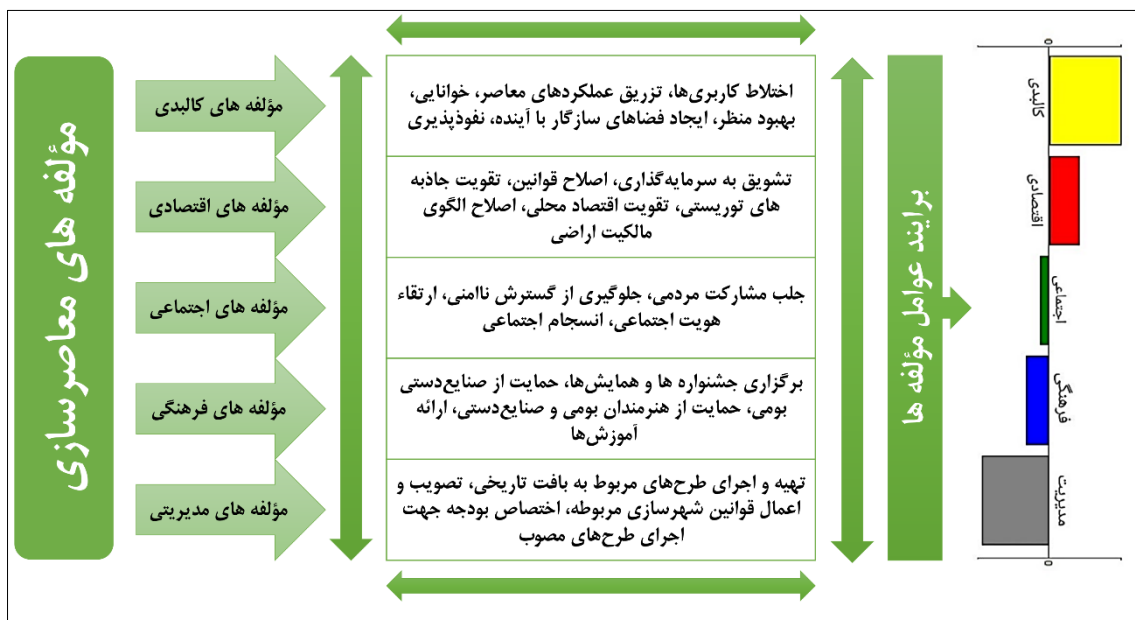 مؤلفه های معاصرسازی
مؤلفه های کالبدی
مؤلفه های اقتصادی
مؤلفه های اجتماعی
مؤلفه های فرهنگی
مؤلفه های مدیریتی
اختلاط کاربری‌ها، تزریق عملکردهای معاصر، خوانایی،
بهبود منظر، ایجاد فضاهای سازگار با آینده، نفوذپذیری
تشویق به سرمایه‌گذاری، اصلاح قوانین، تقویت جاذبه
های توریستی، تقویت اقتصاد محلی، اصلاح الگوی
مالکیت اراضی
جلب مشارکت مردمی، جلوگیری از گسترش ناامنی، ارتقاء
هویت اجتماعی، انسجام اجتماعی
برگزاری جشنواره ها و همایش‌ها، حمایت از صنایع‌دستی
بومی، حمایت از هنرمندان بومی و صنایع‌دستی، ارائه
آموزش‌ها
تهیه و اجرای طرح‌های مربوط به بافت تاریخی، تصویب و
اعمال قوانین شهرسازی مربوطه، اختصاص بودجه جهت
اجرای طرح‌های مصوب
برایند عوامل مؤلفه ها
0
کالبدی
اقتصادی
اجتماعی
فرهنگی
مدیریت
0